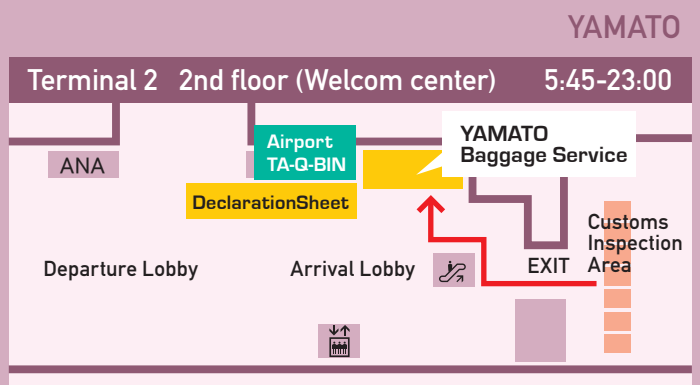 YAMATO
Terminal 2 2nd floor (Welcom center) 5:45-23:00
ANA
Airport
TA-Q-BIN
YAMATO
Baggage Service
DeclarationSheet
Customs
Inspection
Area
Departure Lobby
Arrival Lobby
EXIT